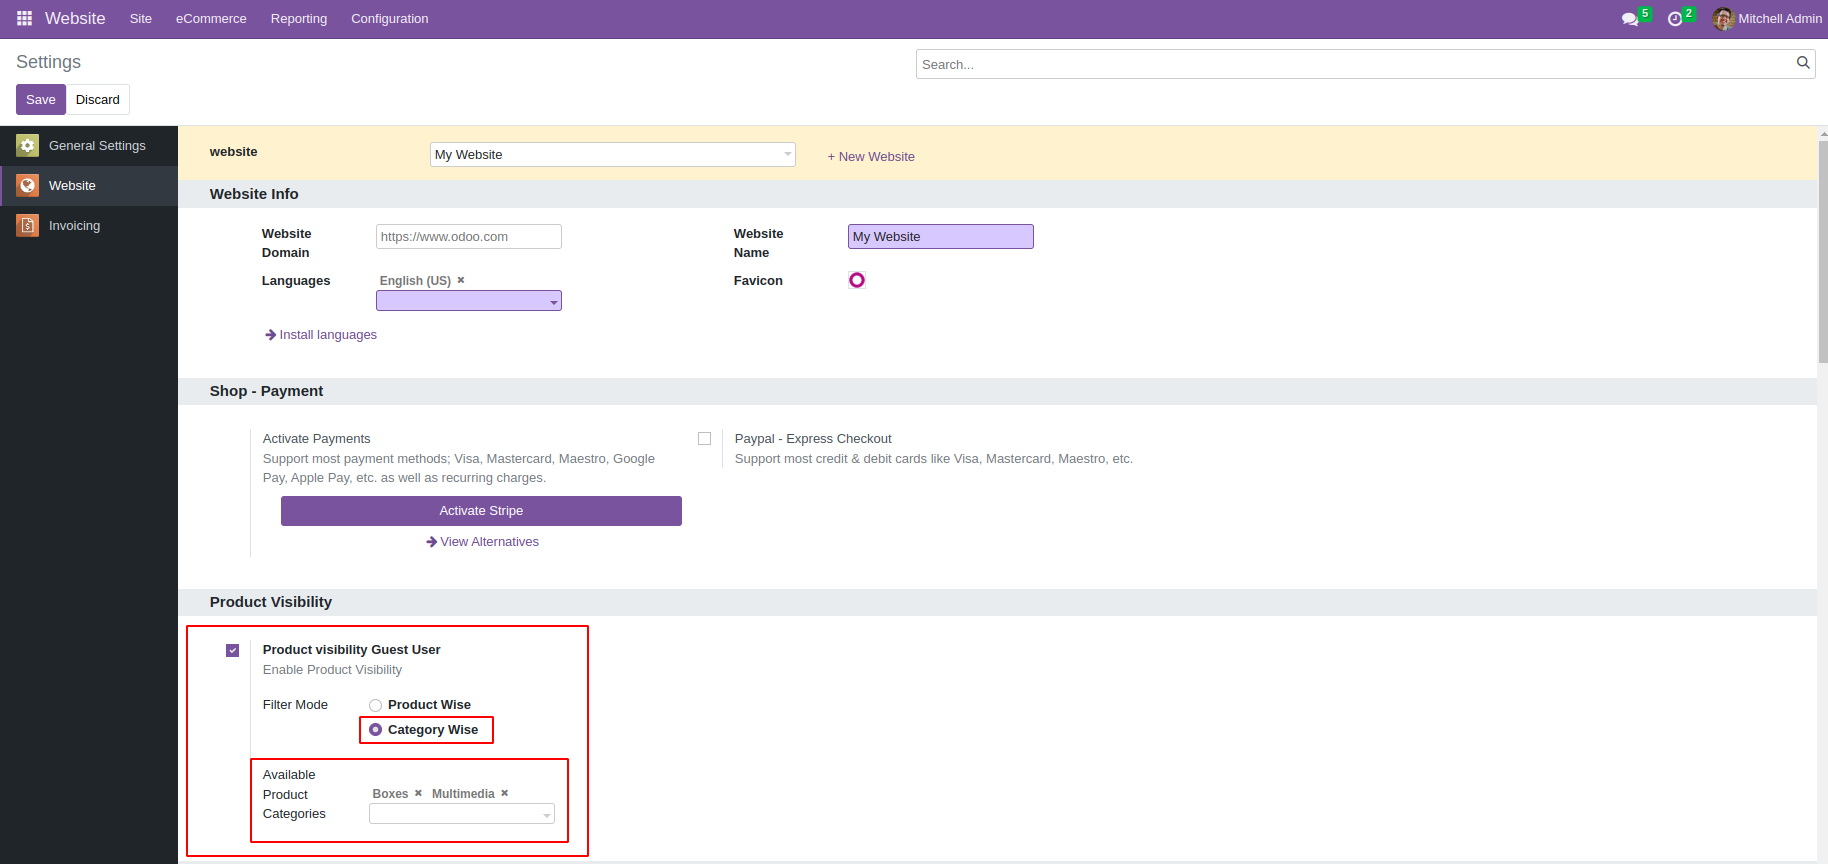 Website Site eCommerce Reporting Configuration 5 2 Mitchell Admin
Settings
Search...
Save Discard
General Settings
Website
Invoicing
website My Website + New Website
Website Info
Website Domain https://www.odoo.com
Website Name My Website
Languages English (US) ✖
Favicon
Install languages
Shop - Payment
Activate Payments
Support most payment methods; Visa, Mastercard, Maestro, Google
Pay, Apple Pay, etc. as well as recurring charges.
Activate Stripe
View Alternatives
Paypal - Express Checkout
Support most credit & debit cards like Visa, Mastercard, Maestro, etc.
Product Visibility
Product visibility Guest User
Enable Product Visibility
Filter Mode
Product Wise
Category Wise
Available
Product
Categories
Boxes ✖ Multimedia ✖